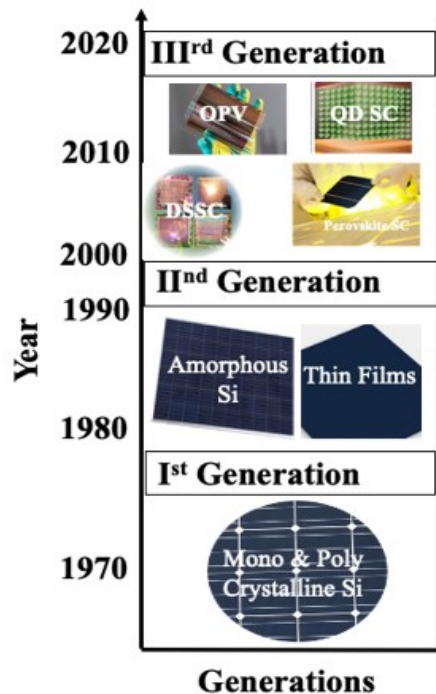 2020
IIIrd Generation
OPV
QD SC
2010
DSSC
Perovskite SC
2000
IInd Generation
1990
Year
Amorphous
Si
Thin Films
1980
Ist Generation
1970
Mono & Poly
Crystalline Si
Generations